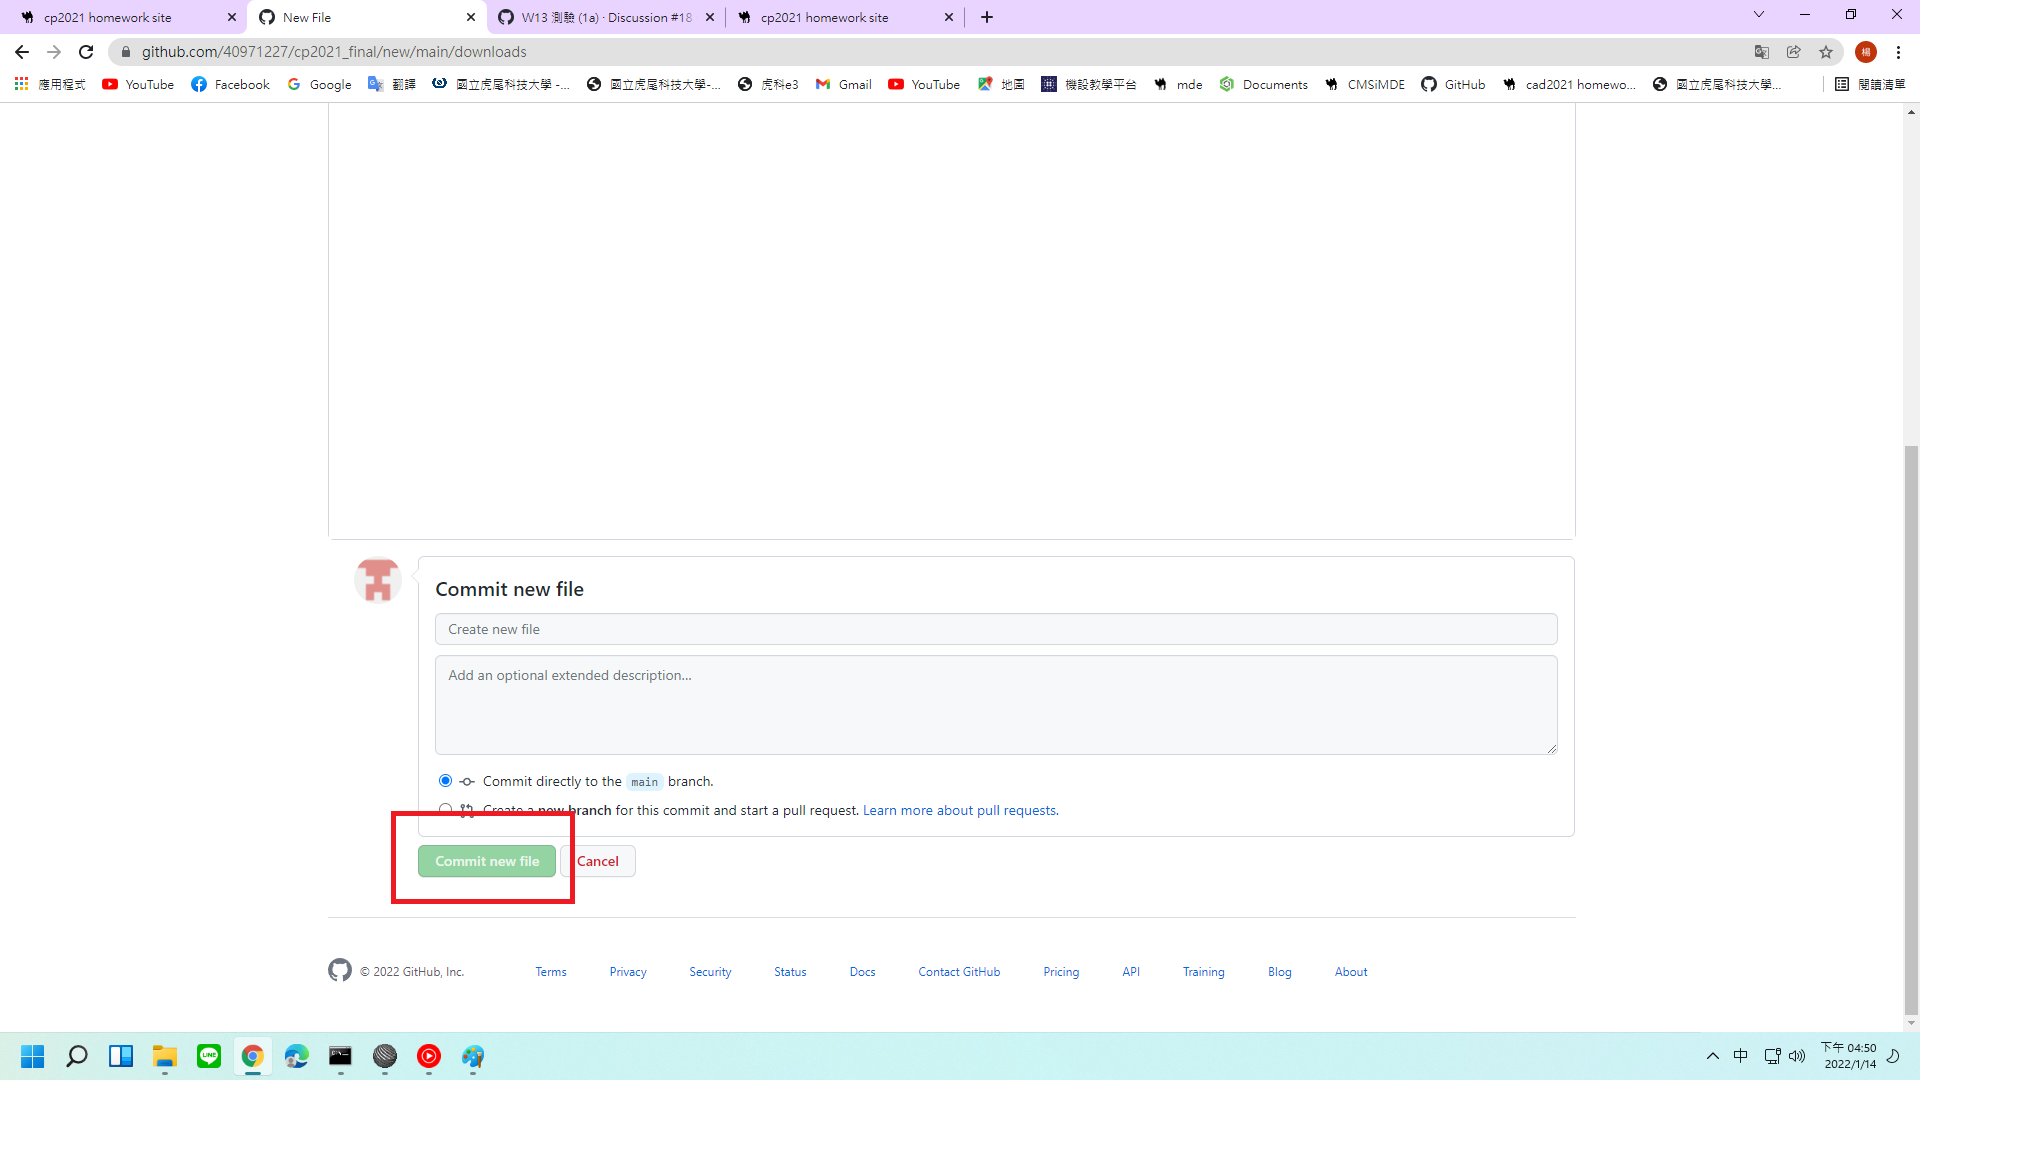 cp2021 homework site
New File
W13 測驗 (1a) · Discussion #18
cp2021 homework site
github.com/40971227/cp2021_final/new/main/downloads
楊
應用程式
YouTube
Facebook
Google
翻譯
國立虎尾科技大學 -...
國立虎尾科技大學-...
虎科e3
Gmail
YouTube
地圖
機設教學平台
mde
Documents
CMSiMDE
GitHub
cad2021 homewo...
國立虎尾科技大學...
閱讀清單
Commit new file
Create new file
Add an optional extended description...
Commit directly to the main branch.
Create a new branch for this commit and start a pull request. Learn more about pull requests.
Commit new file
Cancel
© 2022 GitHub, Inc.
Terms
Privacy
Security
Status
Docs
Contact GitHub
Pricing
API
Training
Blog
About
LINE
中
下午 04:50
2022/1/14